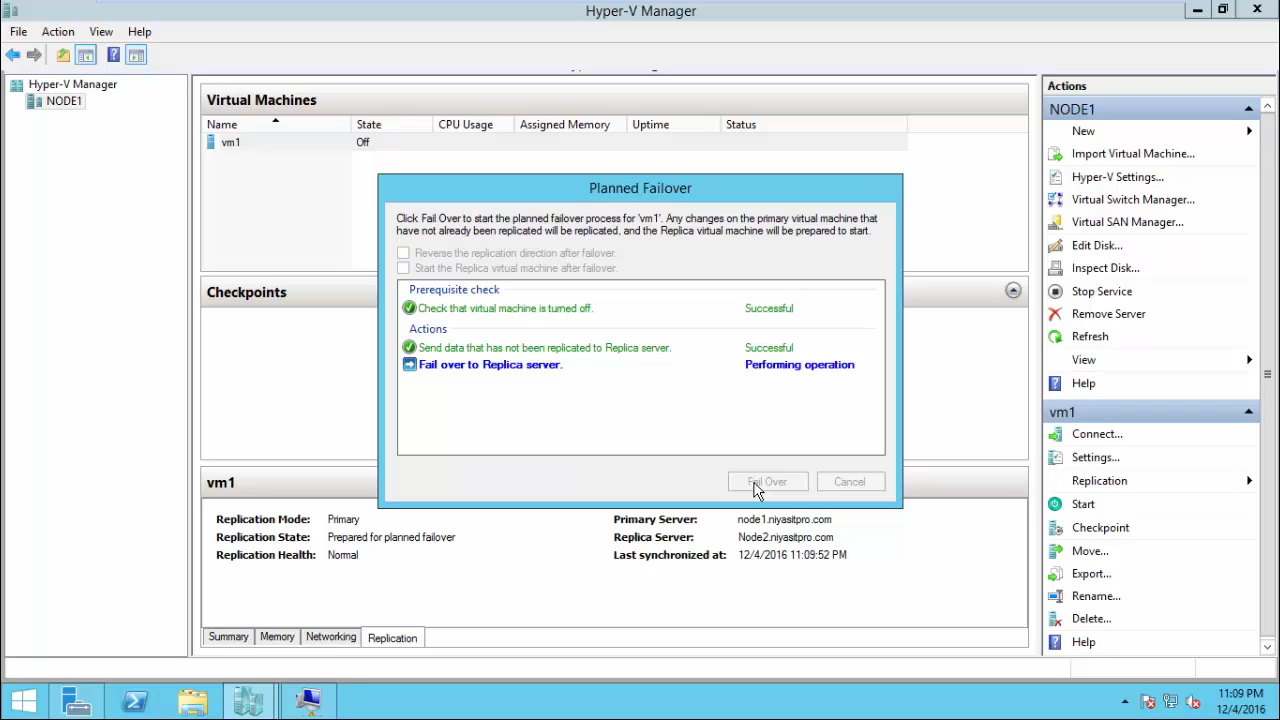 Hyper-V Manager
File Action View Help
Hyper-V Manager
NODE1
Virtual Machines
Name State CPU Usage Assigned Memory Uptime Status
vm1 Off
Planned Failover
Click Fail Over to start the planned failover process for 'vm1'. Any changes on the primary virtual machine that
have not already been replicated will be replicated, and the Replica virtual machine will be prepared to start.
Reverse the replication direction after failover.
Start the Replica virtual machine after failover.
Prerequisite check
Check that virtual machine is turned off. Successful
Actions
Send data that has not been replicated to Replica server. Successful
Fail over to Replica server. Performing operation
Fail Over Cancel
Checkpoints
vm1
Replication Mode: Primary
Replication State: Prepared for planned failover
Replication Health: Normal
Primary Server: node1.niyasitpro.com
Replica Server: Node2.niyasitpro.com
Last synchronized at: 12/4/2016 11:09:52 PM
Summary Memory Networking Replication
Actions
NODE1
New
Import Virtual Machine...
Hyper-V Settings...
Virtual Switch Manager...
Virtual SAN Manager...
Edit Disk...
Inspect Disk...
Stop Service
Remove Server
Refresh
View
Help
vm1
Connect...
Settings...
Replication
Start
Checkpoint
Move...
Export...
Rename...
Delete...
Help
11:09 PM
12/4/2016